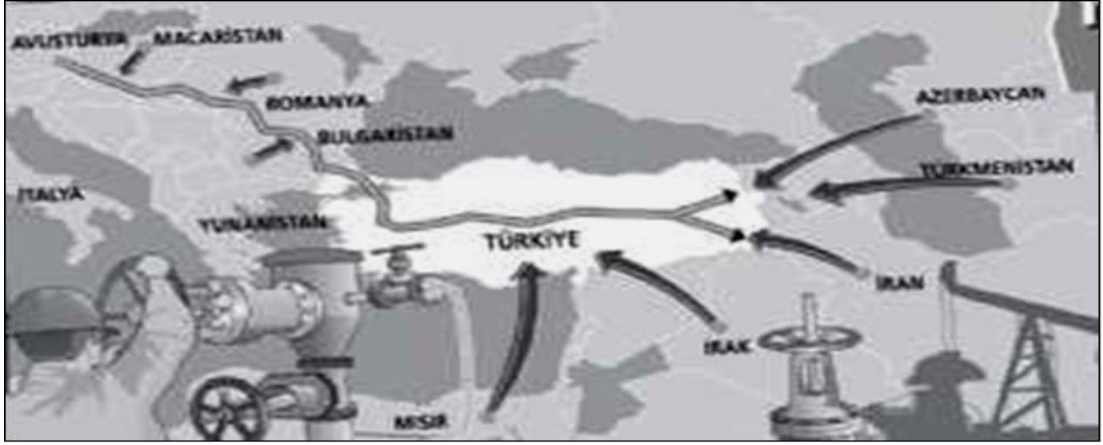 AVUSTURYA MACARİSTAN
ROMANYA
BULGARİSTAN
AZERBAYCAN
TÜRKMENİSTAN
İTALYA
YUNANİSTAN
TÜRKİYE
İRAN
IRAK
MISIR